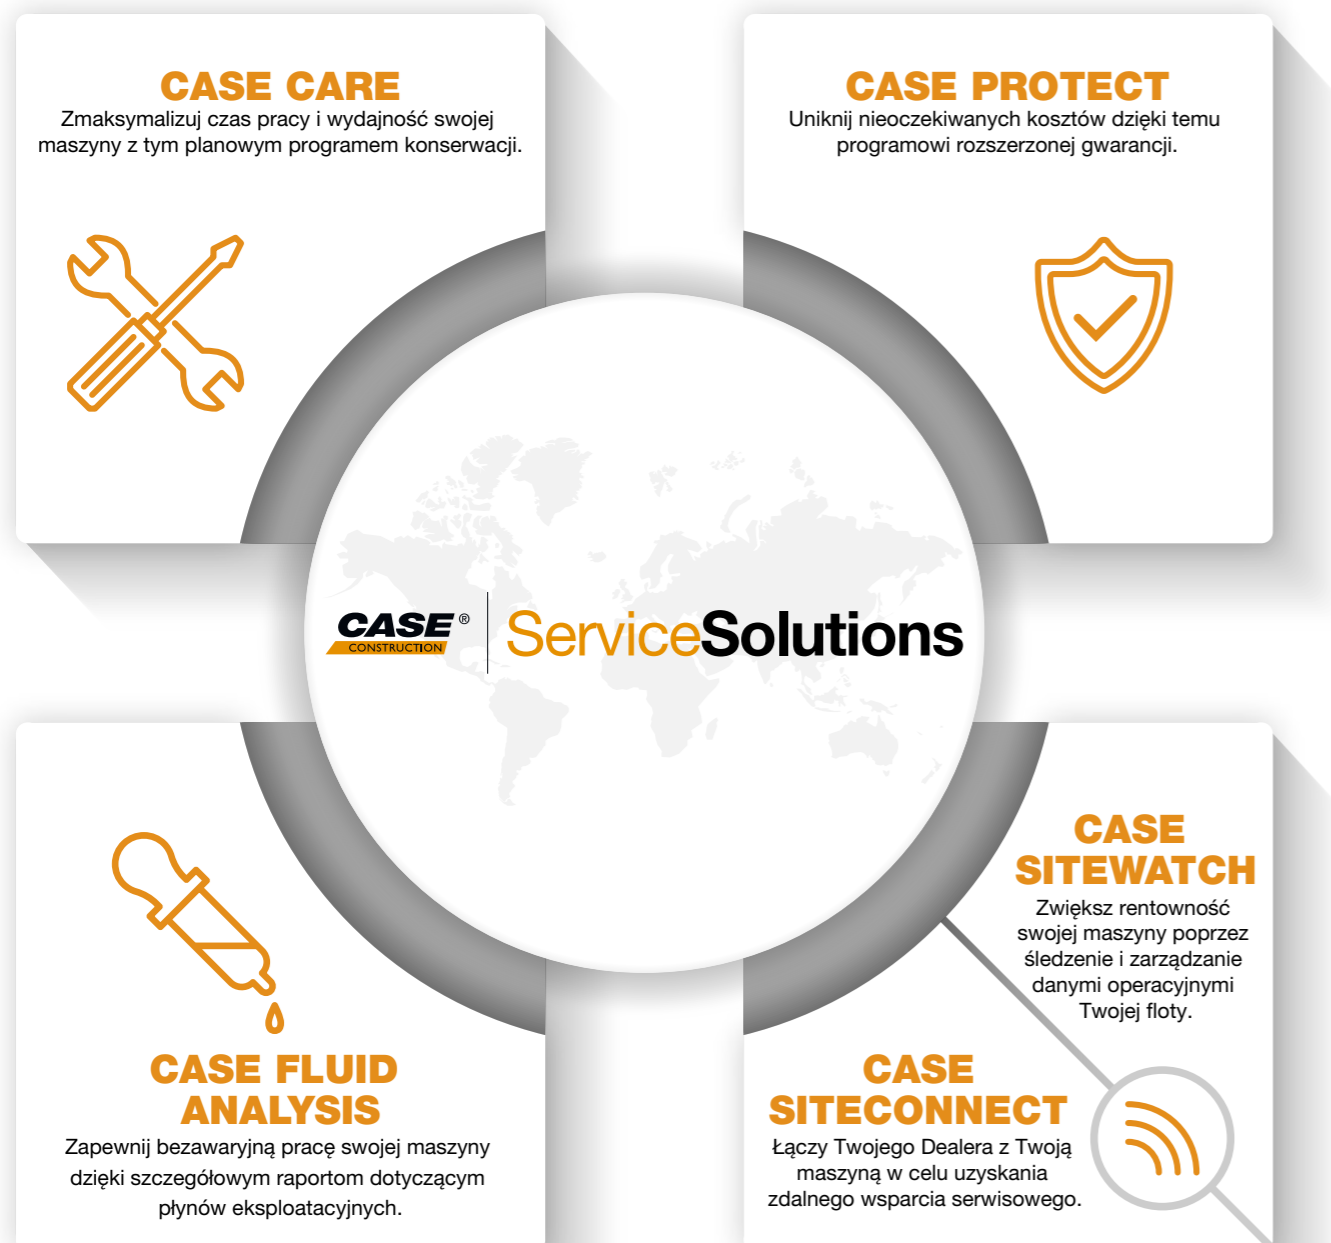 CASE CARE
Zmaksymalizuj czas pracy i wydajność swojej
maszyny z tym planowym programem konserwacji.
CASE PROTECT
Uniknij nieoczekiwanych kosztów dzięki temu
programowi rozszerzonej gwarancji.
CASE®
CONSTRUCTION
ServiceSolutions
CASE FLUID
ANALYSIS
Zapewnij bezawaryjną pracę swojej maszyny
dzięki szczegółowym raportom dotyczącym
płynów eksploatacyjnych.
CASE
SITEWATCH
Zwiększ rentowność
swojej maszyny poprzez
śledzenie i zarządzanie
danymi operacyjnymi
Twojej floty.
CASE
SITECONNECT
Łączy Twojego Dealera z Twoją
maszyną w celu uzyskania
zdalnego wsparcia serwisowego.